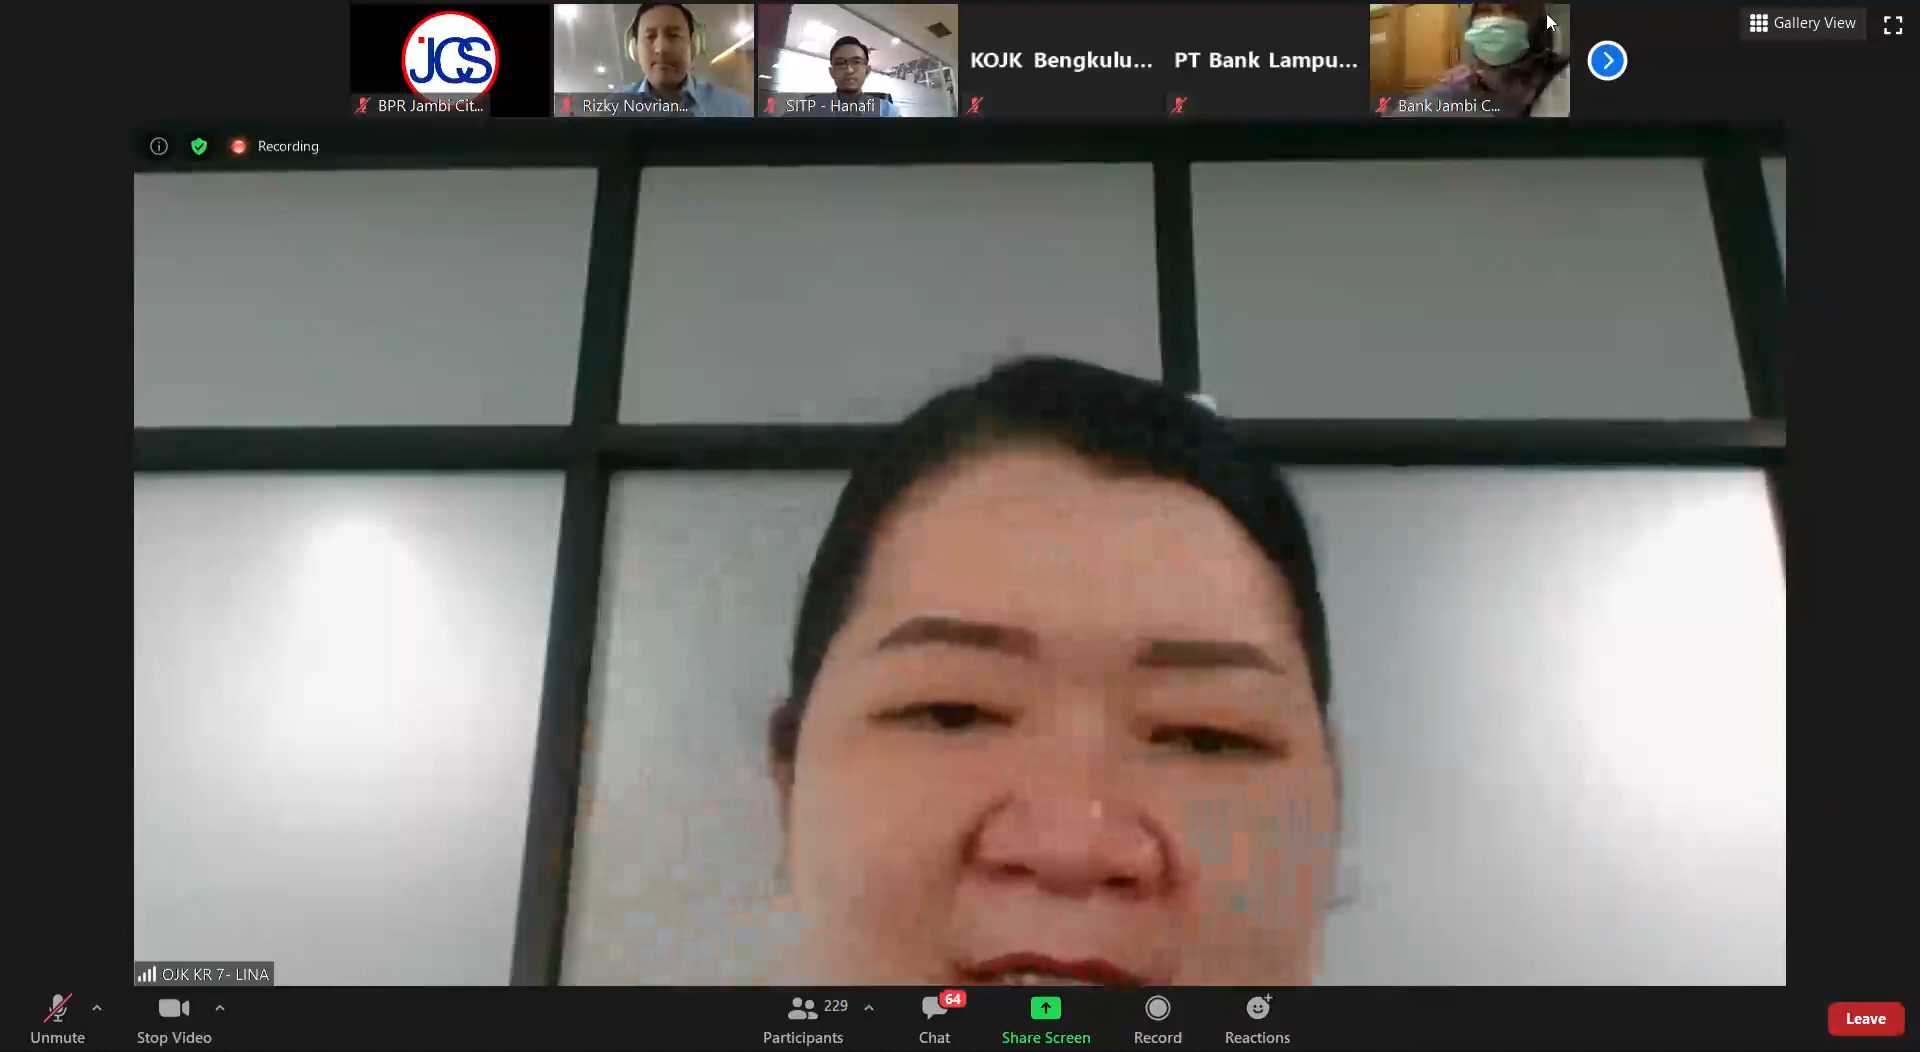 JCS
BPR Jambi Cit...
Rizky Novrian...
SITP - Hanafi
KOJK Bengkulu...
PT Bank Lampu...
Bank Jambi C...
Gallery View
Recording
OJK KR 7- LINA
Unmute
Stop Video
229
Participants
64
Chat
Share Screen
Record
Reactions
Leave